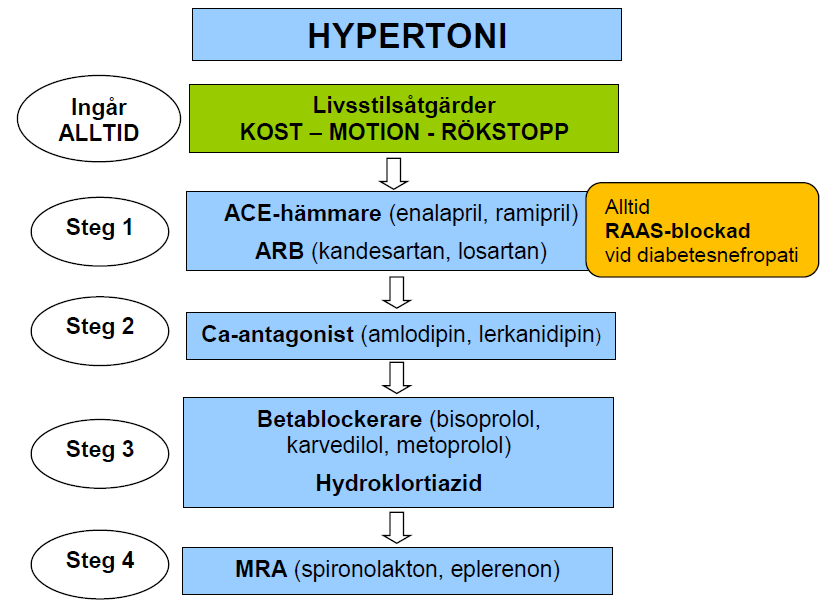 HYPERTONI
Ingår
ALLTID
Livsstilsåtgärder
KOST – MOTION - RÖKSTOPP
Steg 1
ACE-hämmare (enalapril, ramipril)
ARB (kandesartan, losartan)
Alltid
RAAS-blockad
vid diabetesnefropati
Steg 2
Ca-antagonist (amlodipin, lerkanidipin)
Steg 3
Betablockerare (bisoprolol,
karvedilol, metoprolol)
Hydroklortiazid
Steg 4
MRA (spironolakton, eplerenon)